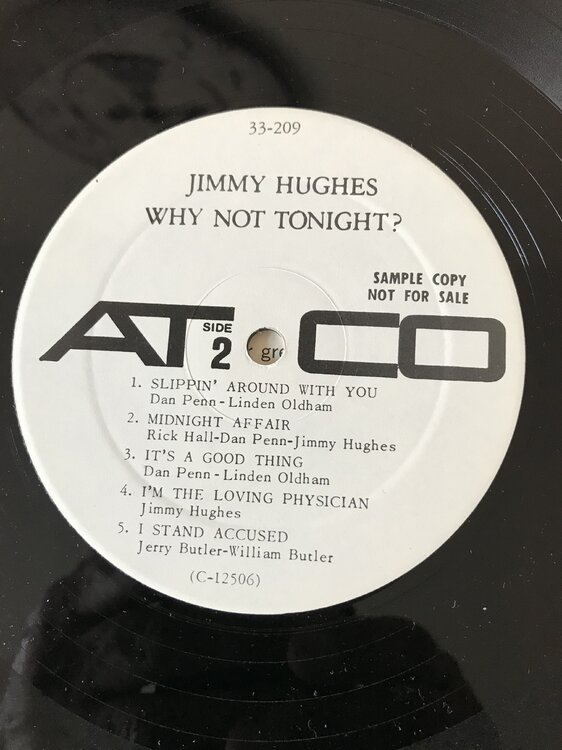 33-209
JIMMY HUGHES
WHY NOT TONIGHT?
SAMPLE COPY
NOT FOR SALE
ATCO
SIDE
2
gre
1. SLIPPIN' AROUND WITH YOU
Dan Penn-Linden Oldham
2. MIDNIGHT AFFAIR
Rick Hall-Dan Penn-Jimmy Hughes
3. IT'S A GOOD THING
Dan Penn-Linden Oldham
4. I'M THE LOVING PHYSICIAN
Jimmy Hughes
5. I STAND ACCUSED
Jerry Butler-William Butler
(C-12506)